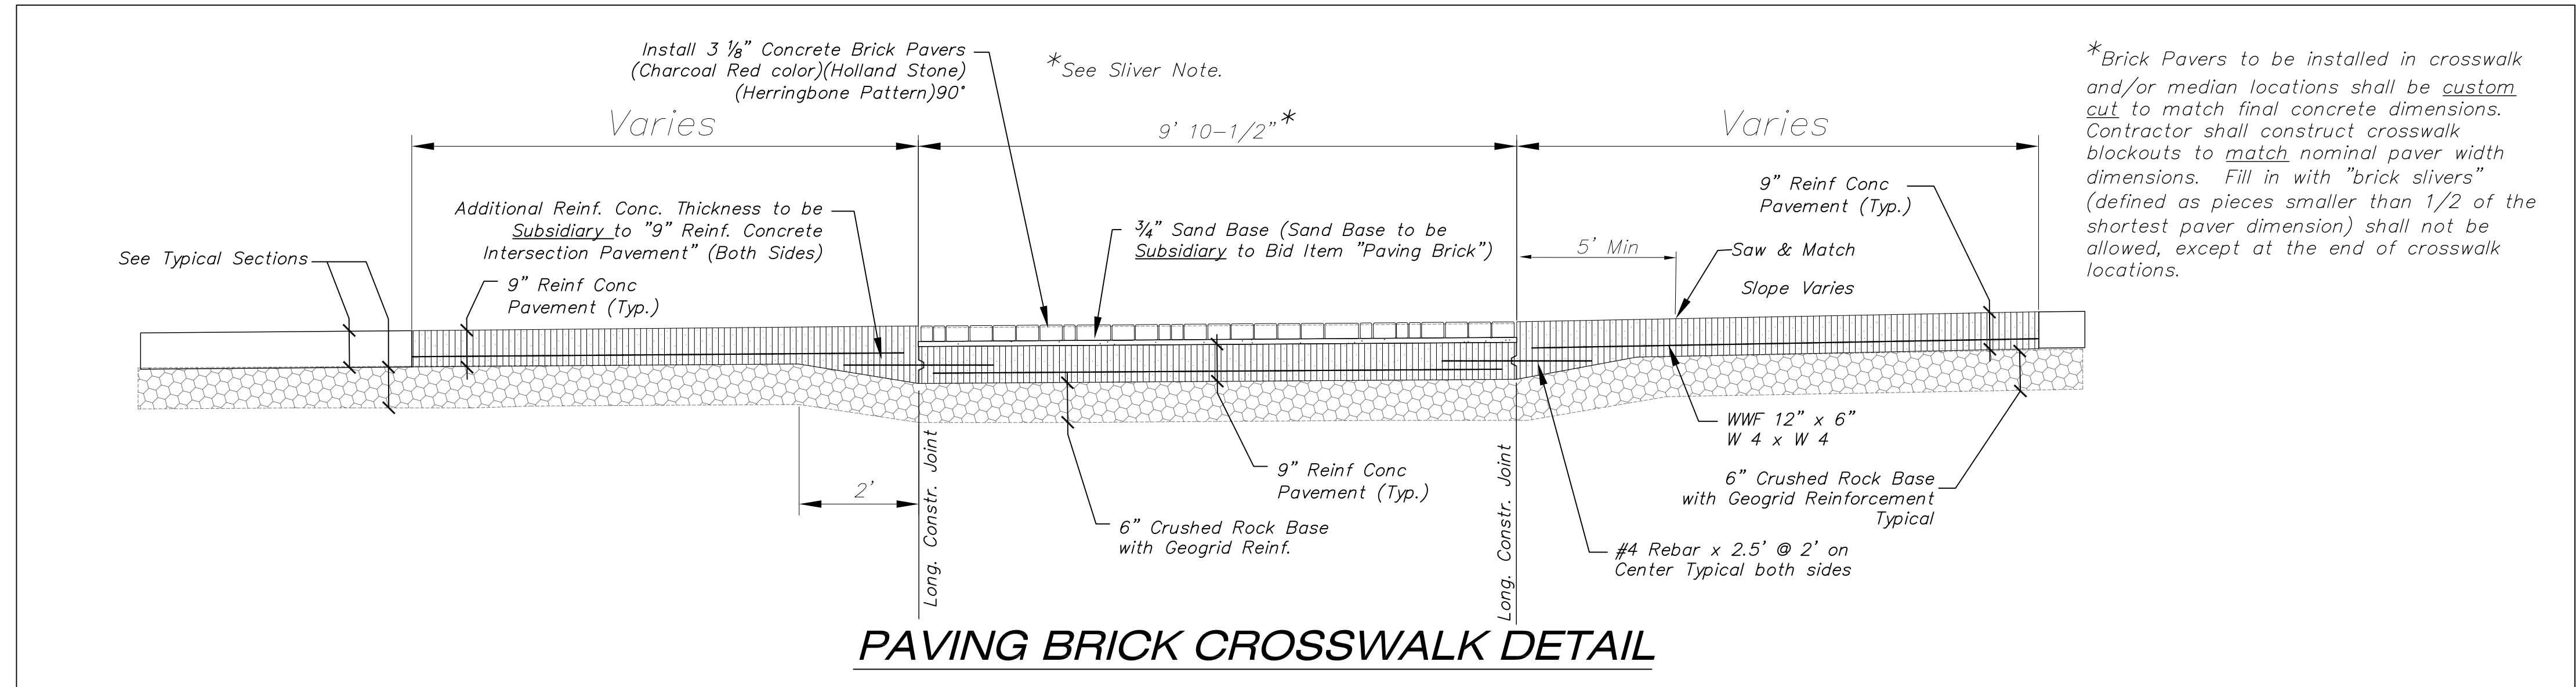 Install 3 ⅛" Concrete Brick Pavers
(Charcoal Red color)(Holland Stone)
(Herringbone Pattern)90°
*See Sliver Note.
*Brick Pavers to be installed in crosswalk
and/or median locations shall be custom
cut to match final concrete dimensions.
Contractor shall construct crosswalk
blockouts to match nominal paver width
dimensions. Fill in with "brick slivers"
(defined as pieces smaller than 1/2 of the
shortest paver dimension) shall not be
allowed, except at the end of crosswalk
locations.
Varies
9' 10-1/2"*
Varies
Additional Reinf. Conc. Thickness to be
Subsidiary to "9" Reinf. Concrete
Intersection Pavement" (Both Sides)
See Typical Sections
9" Reinf Conc
Pavement (Typ.)
¾" Sand Base (Sand Base to be
Subsidiary to Bid Item "Paving Brick")
9" Reinf Conc
Pavement (Typ.)
5' Min
Saw & Match
Slope Varies
WWF 12" x 6"
W 4 x W 4
2'
Long. Constr. Joint
9" Reinf Conc
Pavement (Typ.)
6" Crushed Rock Base
with Geogrid Reinf.
Long. Constr. Joint
6" Crushed Rock Base
with Geogrid Reinforcement
Typical
#4 Rebar x 2.5' @ 2' on
Center Typical both sides
PAVING BRICK CROSSWALK DETAIL